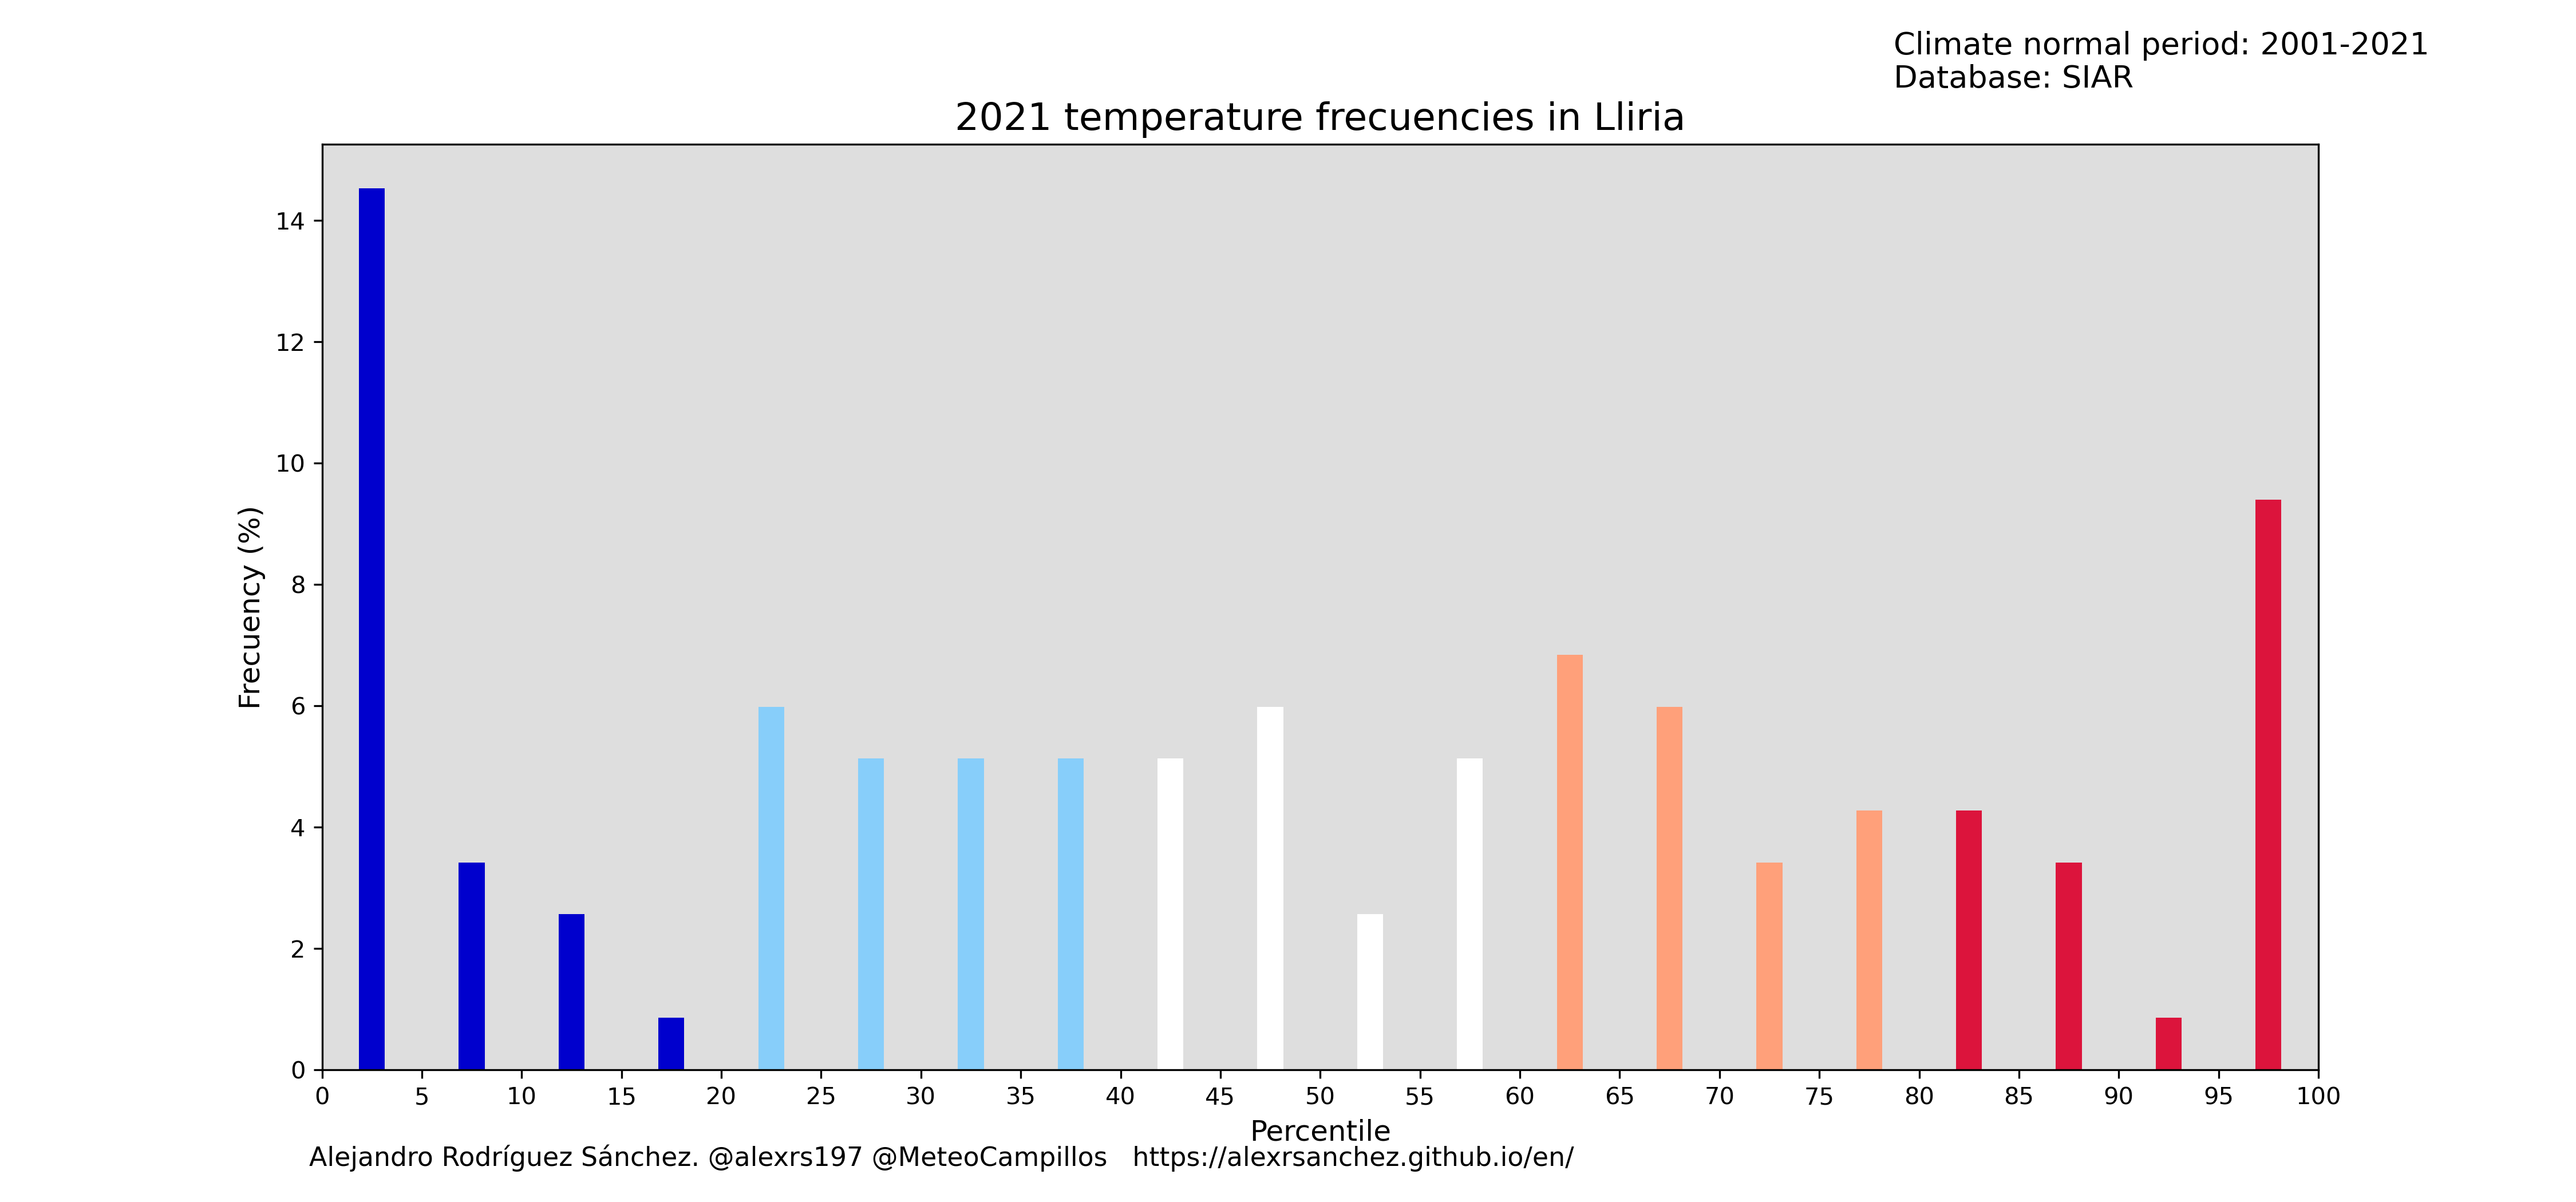 Climate normal period: 2001-2021
Database: SIAR
2021 temperature frecuencies in Lliria
Frecuency (%)
14
12
10
8
6
4
2
0
0 5 10 15 20 25 30 35 40 45 50 55 60 65 70 75 80 85 90 95 100
Percentile
Alejandro Rodríguez Sánchez. @alexrs197 @MeteoCampillos https://alexrsanchez.github.io/en/